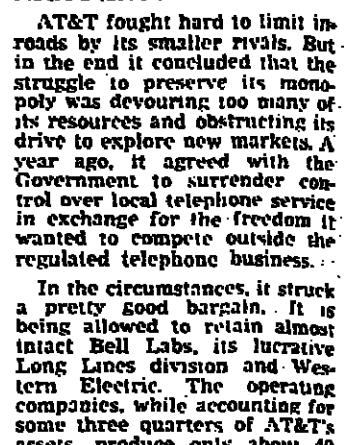 AT&T fought hard to limit in-
roads by its smaller rivals. But
in the end it concluded that the
struggle to preserve its mono-
poly was devouring too many of
its resources and obstructing its
drive to explore new markets. A
year ago, it agreed with the
Government to surrender con-
trol over local telephone service
in exchange for the freedom it
wanted to compete outside the
regulated telephone business.
In the circumstances, it struck
a pretty good bargain. It is
being allowed to retain almost
intact Bell Labs, its lucrative
Long Lines division and Wes-
tern Electric. The operating
companies, while accounting for
some three quarters of AT&T's
assets, produce only about 40